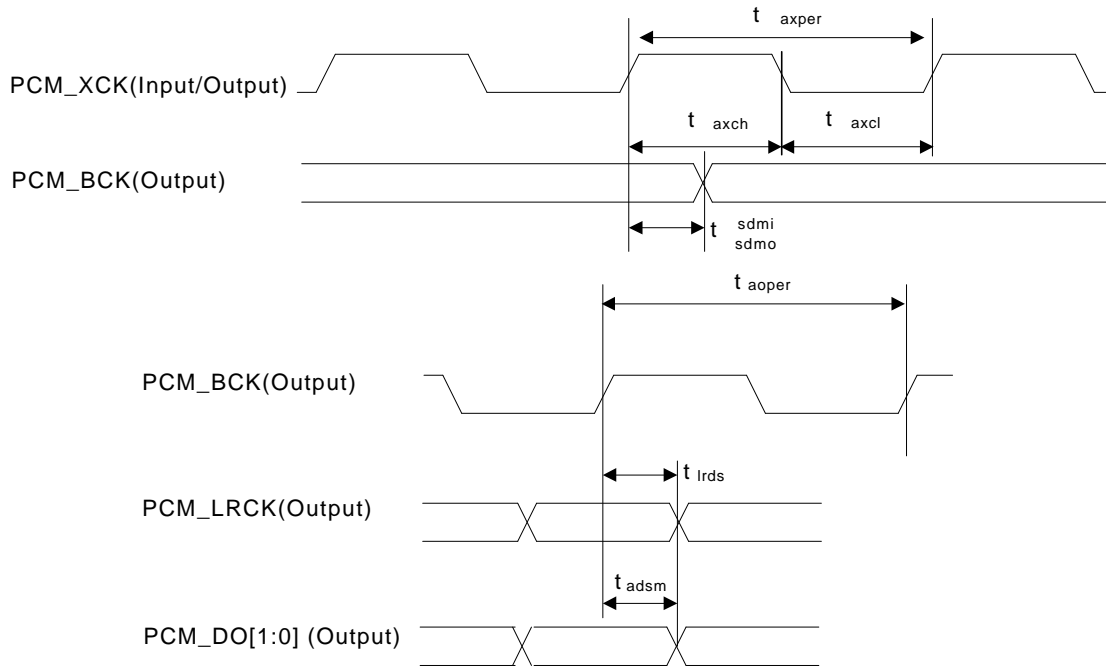 t axper
PCM_XCK(Input/Output)
t axch
t axcl
PCM_BCK(Output)
t sdmi
sdmo
t aoper
PCM_BCK(Output)
t lrds
PCM_LRCK(Output)
t adsm
PCM_DO[1:0] (Output)